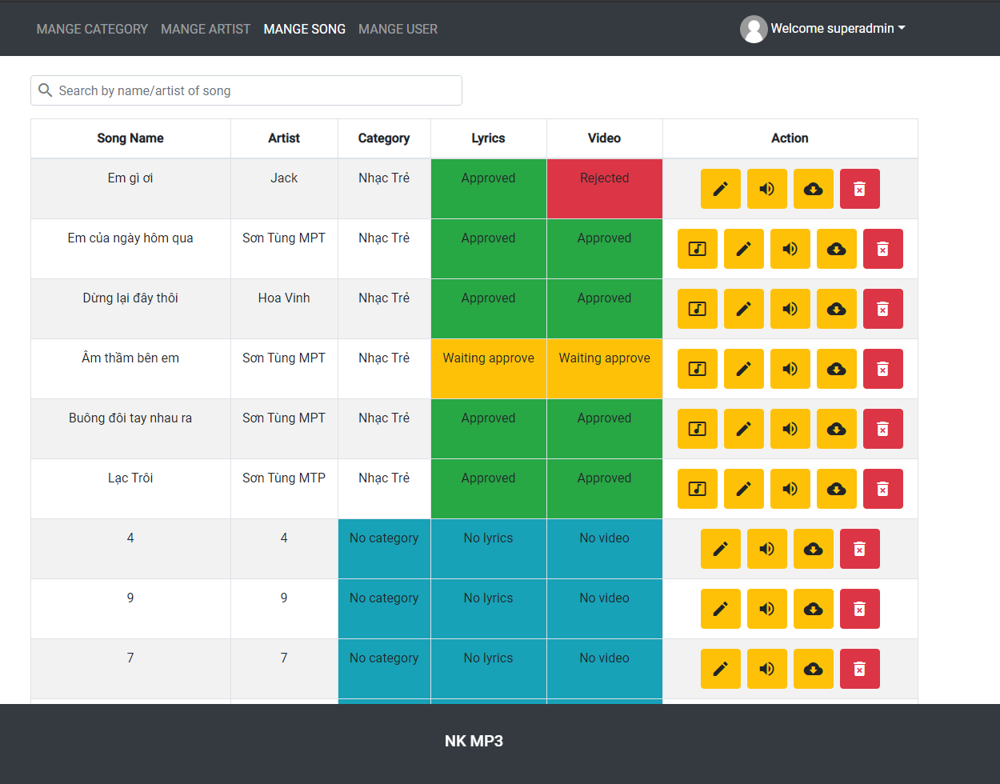 MANGE CATEGORY MANGE ARTIST MANGE SONG MANGE USER Welcome superadmin
Search by name/artist of song
Song Name Artist Category Lyrics Video Action
Em gì ơi Jack Nhạc Trẻ Approved Rejected
Em của ngày hôm qua Sơn Tùng MPT Nhạc Trẻ Approved Approved
Dừng lại đây thôi Hoa Vinh Nhạc Trẻ Approved Approved
Âm thầm bên em Sơn Tùng MPT Nhạc Trẻ Waiting approve Waiting approve
Buông đôi tay nhau ra Sơn Tùng MPT Nhạc Trẻ Approved Approved
Lạc Trôi Sơn Tùng MTP Nhạc Trẻ Approved Approved
4 4 No category No lyrics No video
9 9 No category No lyrics No video
7 7 No category No lyrics No video
NK MP3